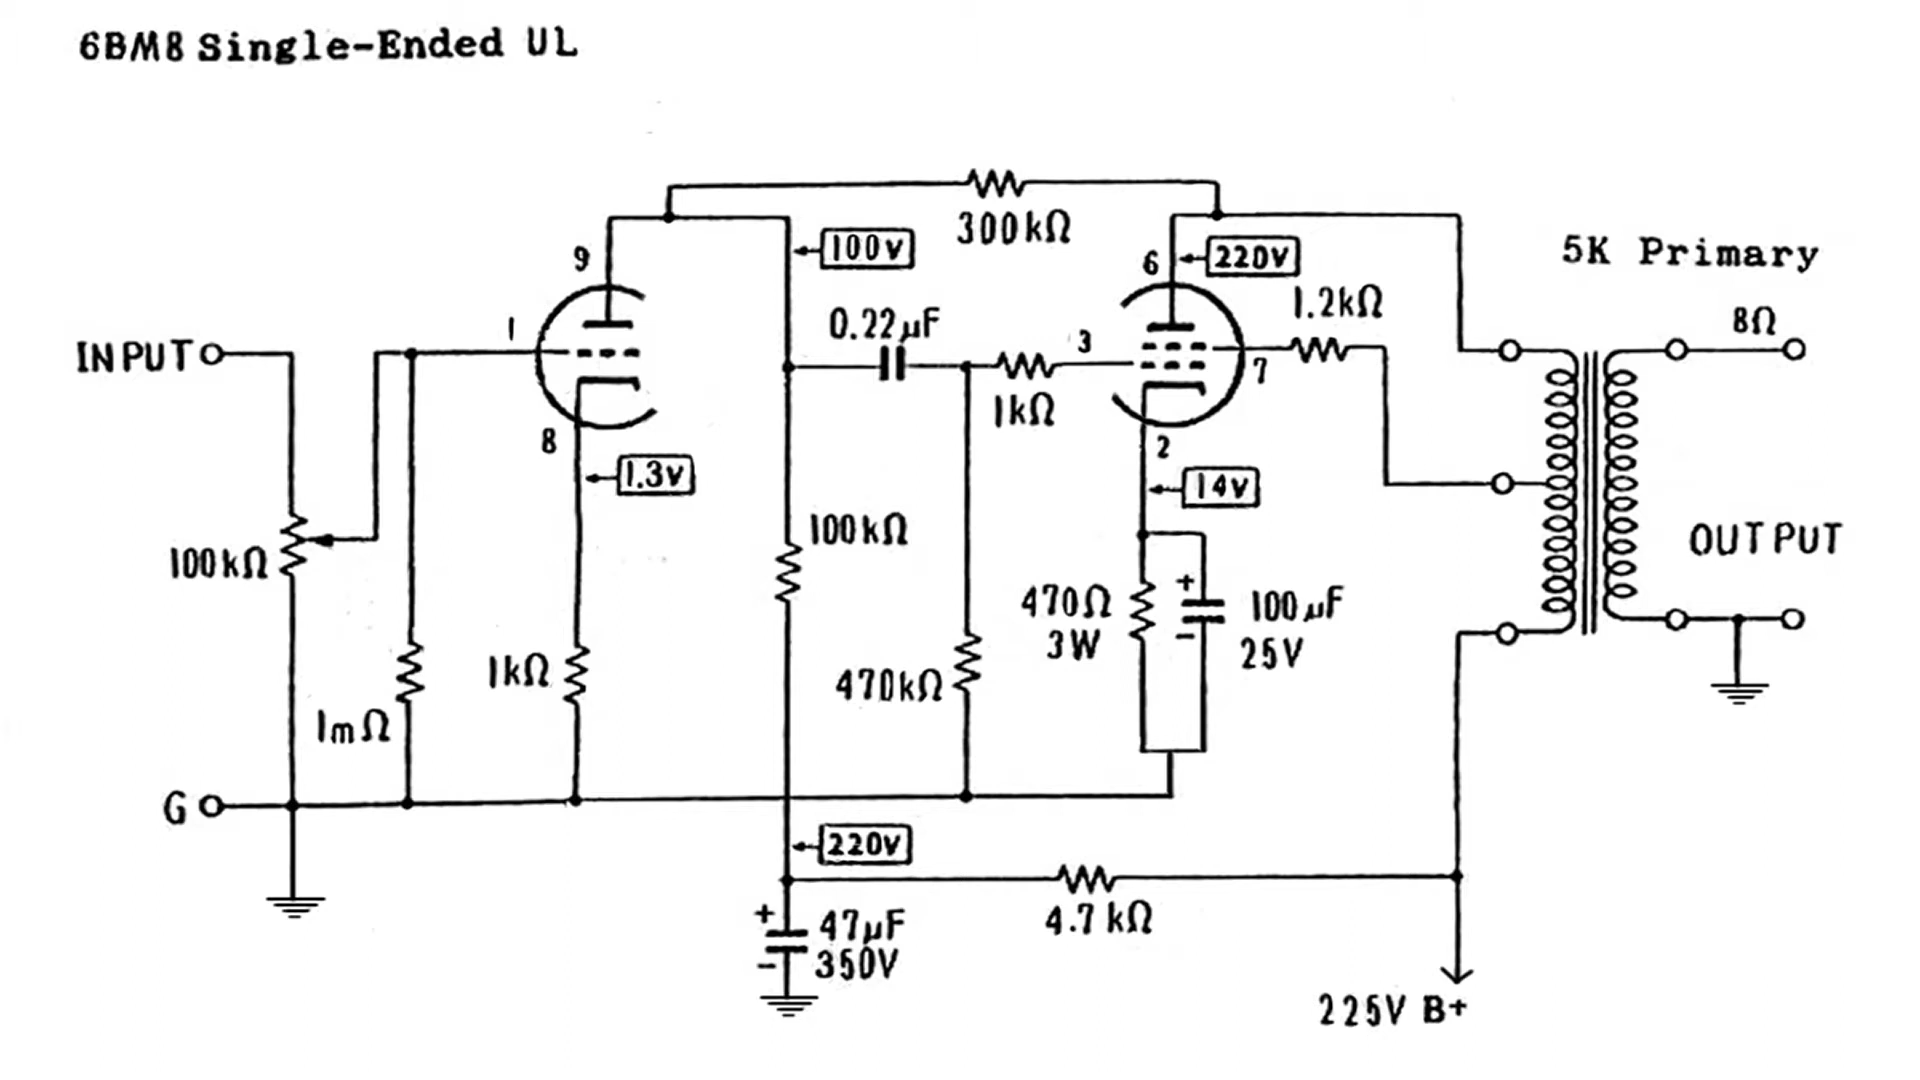 6BM8 Single-Ended UL
300kΩ
100v
9
6
220V
5K Primary
1.2kΩ
8Ω
0.22µF
1
3
7
INPUT
1kΩ
8
2
1.3v
14v
100kΩ
100kΩ
OUTPUT
470Ω
3W
+
-
100µF
25V
1kΩ
470kΩ
1mΩ
G
220v
4.7kΩ
+
-
47µF
350V
225V B+